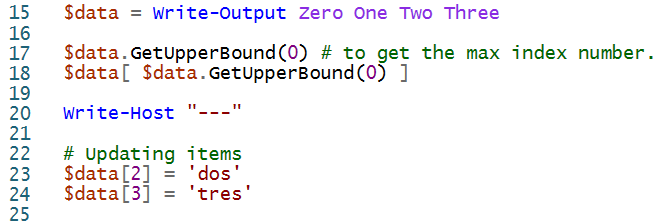 15 $data = Write-Output Zero One Two Three
16
17 $data.GetUpperBound(0) # to get the max index number.
18 $data[ $data.GetUpperBound(0) ]
19
20 Write-Host "---"
21
22 # Updating items
23 $data[2] = 'dos'
24 $data[3] = 'tres'
25